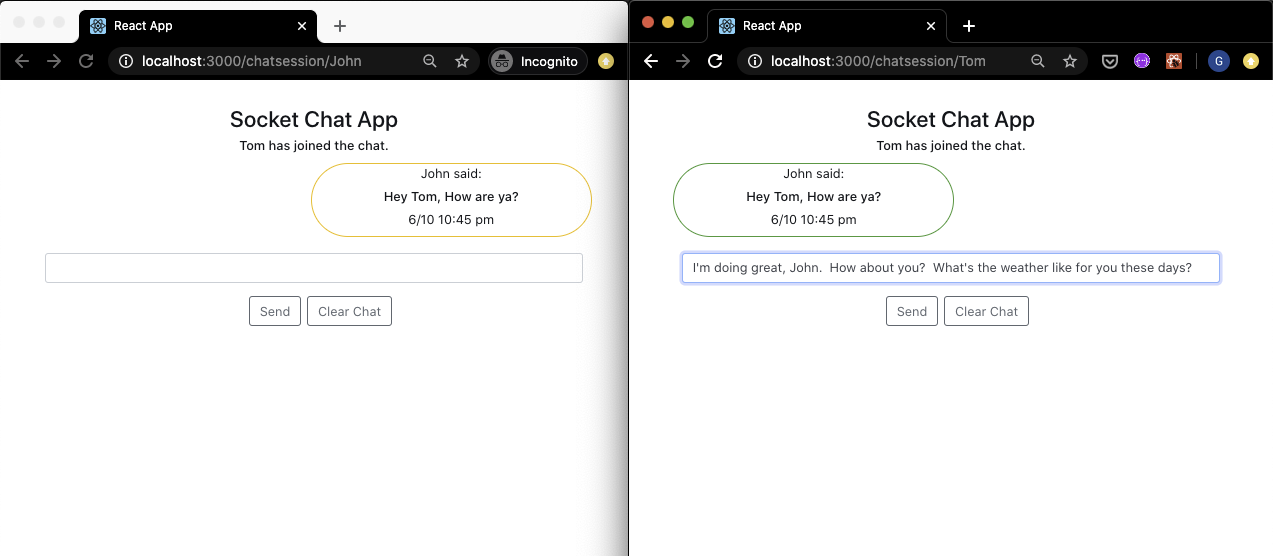 React App
localhost:3000/chatsession/John
Incognito
Socket Chat App
Tom has joined the chat.
John said:
Hey Tom, How are ya?
6/10 10:45 pm
Send
Clear Chat
React App
localhost:3000/chatsession/Tom
G
Socket Chat App
Tom has joined the chat.
John said:
Hey Tom, How are ya?
6/10 10:45 pm
I'm doing great, John.  How about you?  What's the weather like for you these days?
Send
Clear Chat